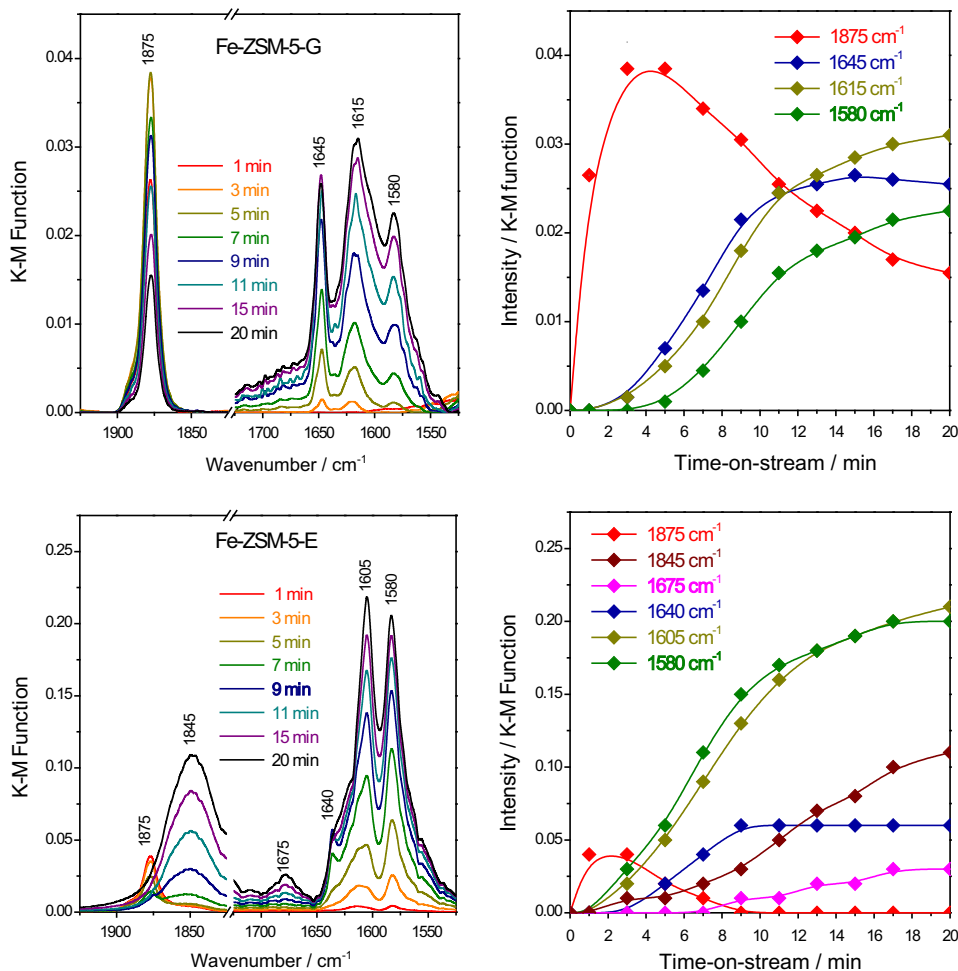 Fe-ZSM-5-G
1875
1645
1615
1580
1 min
3 min
5 min
7 min
9 min
11 min
15 min
20 min
K-M Function
0.04
0.03
0.02
0.01
0.00
1900
1850
1700
1650
1600
1550
Wavenumber / cm⁻¹
1875 cm⁻¹
1645 cm⁻¹
1615 cm⁻¹
1580 cm⁻¹
Intensity / K-M function
0.04
0.03
0.02
0.01
0.00
0 2 4 6 8 10 11 13 14 16 17 19 20
Time-on-stream / min
Fe-ZSM-5-E
1875
1845
1675
1640
1605
1580
1 min
3 min
5 min
7 min
9 min
11 min
15 min
20 min
K-M Function
0.25
0.20
0.15
0.10
0.05
0.00
1900
1850
1700
1650
1600
1550
Wavenumber / cm⁻¹
1875 cm⁻¹
1845 cm⁻¹
1675 cm⁻¹
1640 cm⁻¹
1605 cm⁻¹
1580 cm⁻¹
Intensity / K-M Function
0.25
0.20
0.15
0.10
0.05
0.00
0 2 4 6 8 10 11 13 14 16 17 19 20
Time-on-stream / min